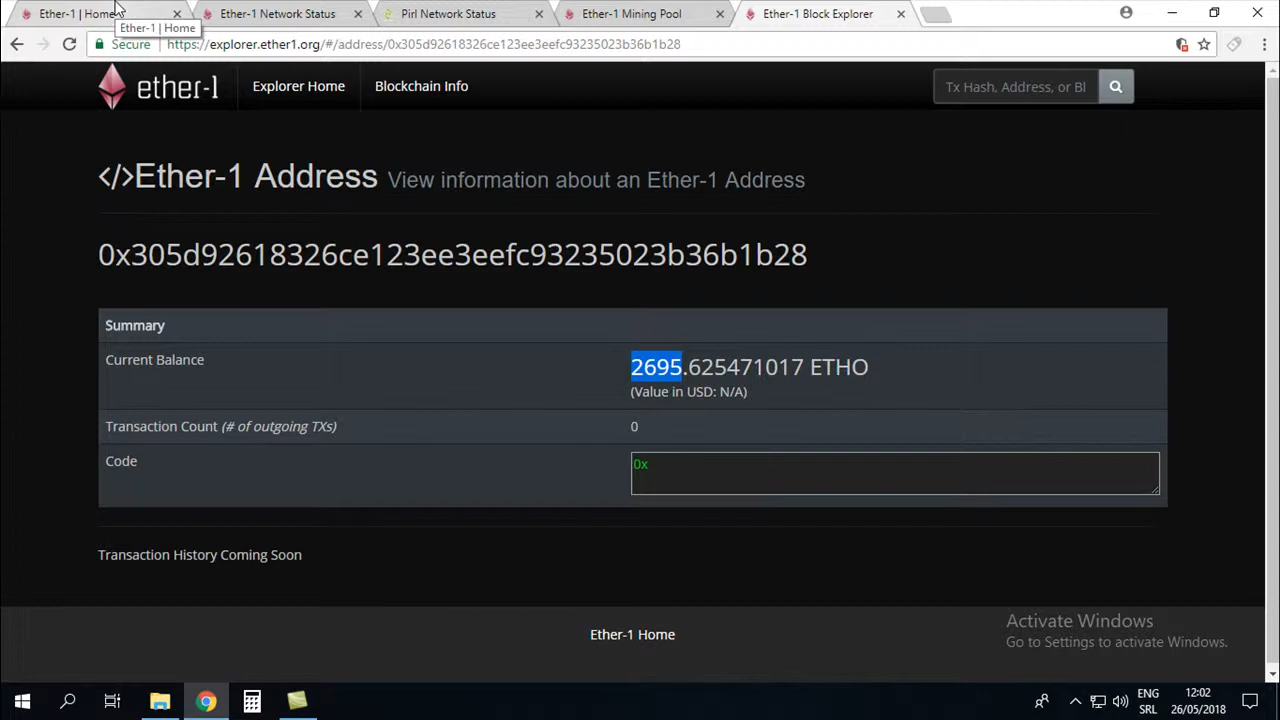 Ether-1 | Home
Ether-1 Network Status
Pirl Network Status
Ether-1 Mining Pool
Ether-1 Block Explorer
Ether-1 | Home
Secure
https://explorer.ether1.org/#/address/0x305d92618326ce123ee3eefc93235023b36b1b28
ether-1
Explorer Home
Blockchain Info
Tx Hash, Address, or Bl
</>Ether-1 Address View information about an Ether-1 Address
0x305d92618326ce123ee3eefc93235023b36b1b28
Summary
Current Balance
2695.625471017 ETHO
(Value in USD: N/A)
Transaction Count (# of outgoing TXs)
0
Code
0x
Transaction History Coming Soon
Ether-1 Home
Activate Windows
Go to Settings to activate Windows.
ENG
SRL
12:02
26/05/2018